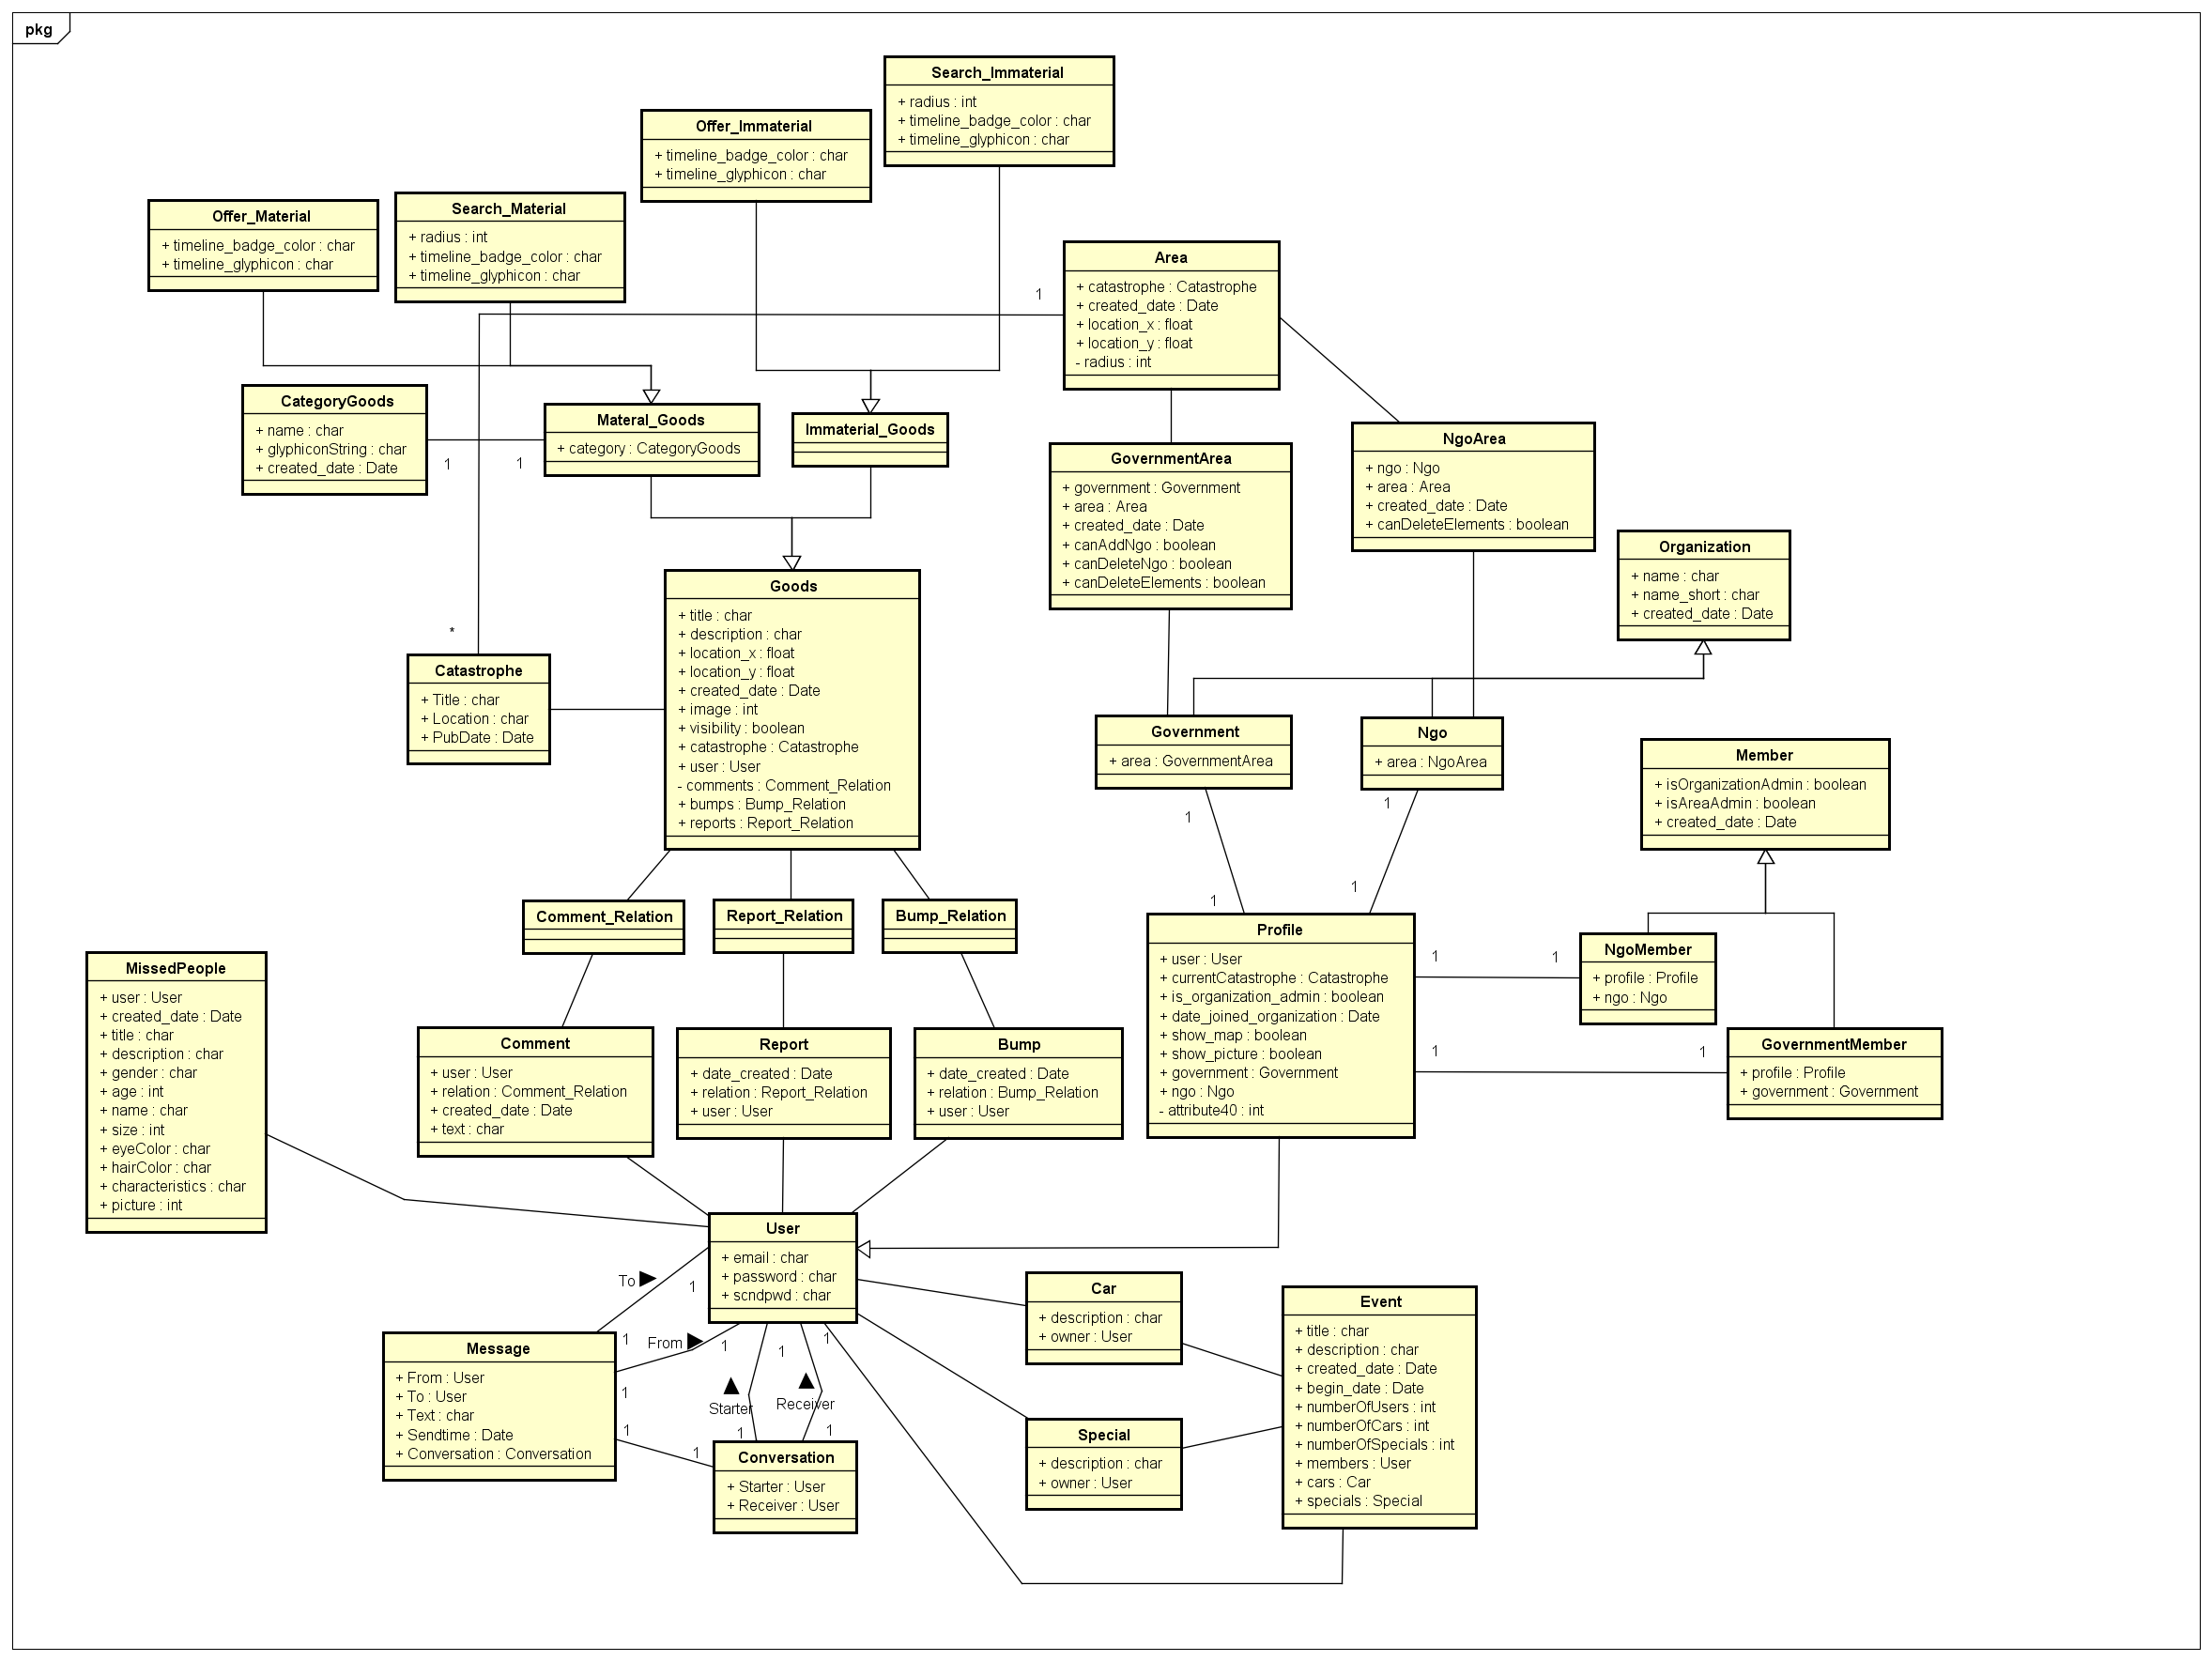 pkg
Search_Immaterial
+ radius : int
+ timeline_badge_color : char
+ timeline_glyphicon : char
Offer_Immaterial
+ timeline_badge_color : char
+ timeline_glyphicon : char
Search_Material
+ radius : int
+ timeline_badge_color : char
+ timeline_glyphicon : char
Offer_Material
+ timeline_badge_color : char
+ timeline_glyphicon : char
Area
+ catastrophe : Catastrophe
+ created_date : Date
+ location_x : float
+ location_y : float
- radius : int
1
CategoryGoods
+ name : char
+ glyphiconString : char
+ created_date : Date
1
1
Materal_Goods
+ category : CategoryGoods
Immaterial_Goods
GovernmentArea
+ government : Government
+ area : Area
+ created_date : Date
+ canAddNgo : boolean
+ canDeleteNgo : boolean
+ canDeleteElements : boolean
NgoArea
+ ngo : Ngo
+ area : Area
+ created_date : Date
+ canDeleteElements : boolean
Organization
+ name : char
+ name_short : char
+ created_date : Date
Goods
+ title : char
+ description : char
+ location_x : float
+ location_y : float
+ created_date : Date
+ image : int
+ visibility : boolean
+ catastrophe : Catastrophe
+ user : User
- comments : Comment_Relation
+ bumps : Bump_Relation
+ reports : Report_Relation
*
Catastrophe
+ Title : char
+ Location : char
+ PubDate : Date
Government
+ area : GovernmentArea
Ngo
+ area : NgoArea
Member
+ isOrganizationAdmin : boolean
+ isAreaAdmin : boolean
+ created_date : Date
1
1
1
1
Comment_Relation
Report_Relation
Bump_Relation
Profile
+ user : User
+ currentCatastrophe : Catastrophe
+ is_organization_admin : boolean
+ date_joined_organization : Date
+ show_map : boolean
+ show_picture : boolean
+ government : Government
+ ngo : Ngo
- attribute40 : int
1
1
NgoMember
+ profile : Profile
+ ngo : Ngo
1
1
GovernmentMember
+ profile : Profile
+ government : Government
MissedPeople
+ user : User
+ created_date : Date
+ title : char
+ description : char
+ gender : char
+ age : int
+ name : char
+ size : int
+ eyeColor : char
+ hairColor : char
+ characteristics : char
+ picture : int
Comment
+ user : User
+ relation : Comment_Relation
+ created_date : Date
+ text : char
Report
+ date_created : Date
+ relation : Report_Relation
+ user : User
Bump
+ date_created : Date
+ relation : Bump_Relation
+ user : User
User
+ email : char
+ password : char
+ scndpwd : char
To
1
1
From
1
1
1
1
Starter
Receiver
1
1
1
1
Message
+ From : User
+ To : User
+ Text : char
+ Sendtime : Date
+ Conversation : Conversation
Conversation
+ Starter : User
+ Receiver : User
Car
+ description : char
+ owner : User
Special
+ description : char
+ owner : User
Event
+ title : char
+ description : char
+ created_date : Date
+ begin_date : Date
+ numberOfUsers : int
+ numberOfCars : int
+ numberOfSpecials : int
+ members : User
+ cars : Car
+ specials : Special